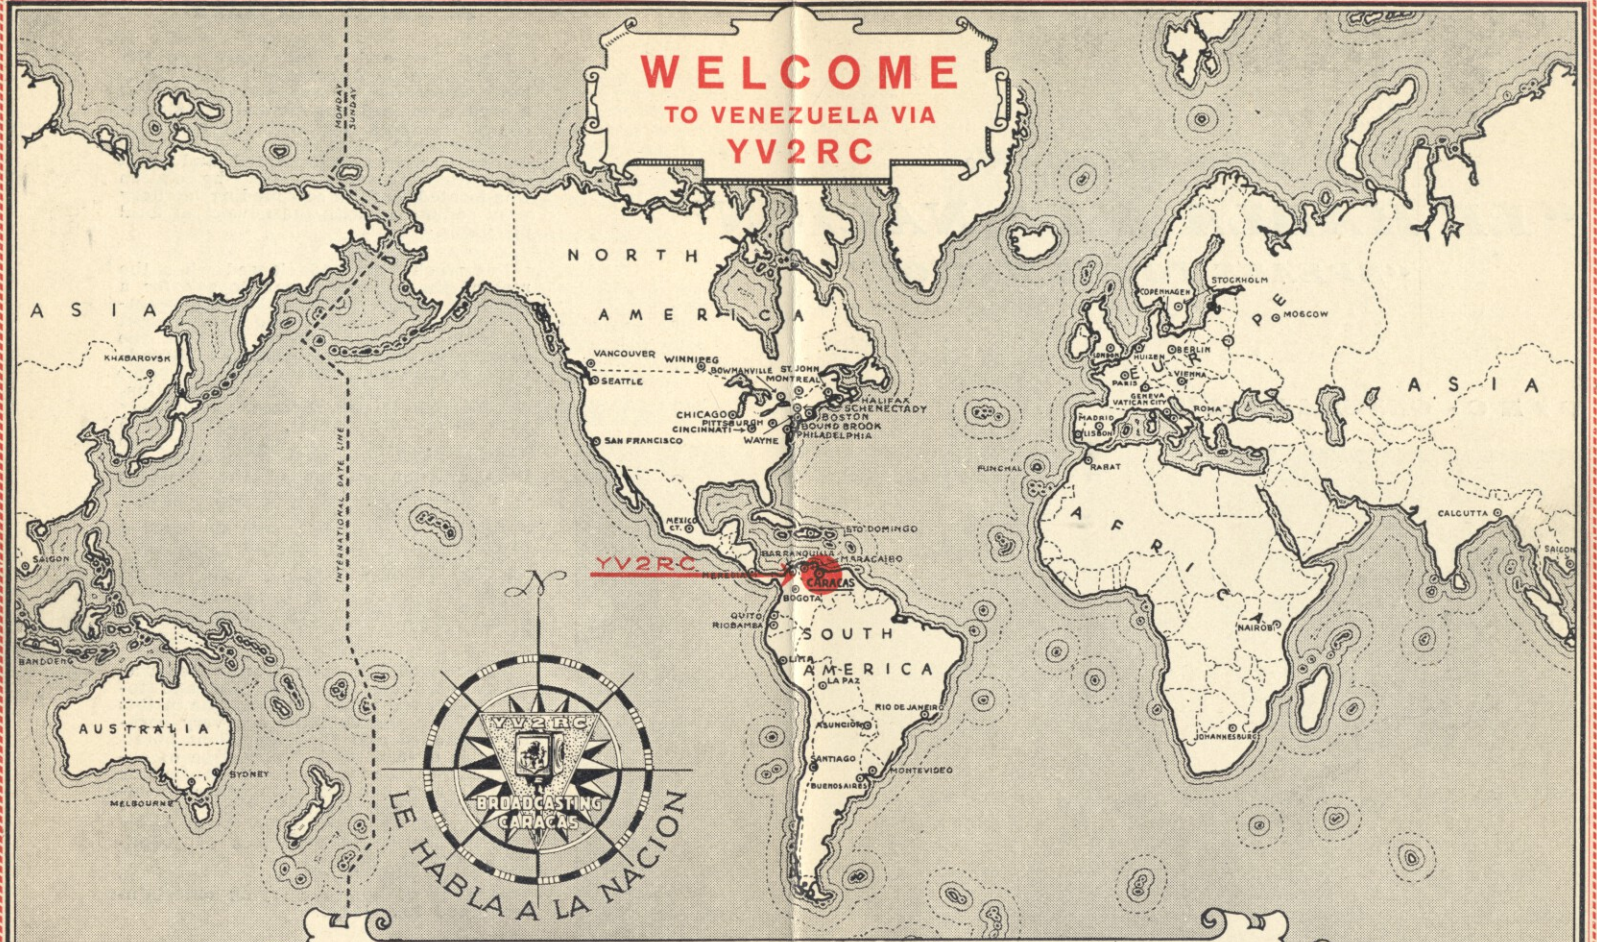 WELCOME
TO VENEZUELA VIA
YV2RC
MONDAY
SUNDAY
NORTH
AMERICA
ASIA
KHABAROVSK
VANCOUVER
WINNIPEG
BOWMANVILLE
ST. JOHN
MONTREAL
SEATTLE
HALIFAX
SCHENECTADY
CHICAGO
BOSTON
PITTSBURGH
BOUND BROOK
CINCINNATI
WAYNE
PHILADELPHIA
SAN FRANCISCO
INTERNATIONAL DATE LINE
MEXICO
CT.
STO DOMINGO
BARRANQUILLA
MARACAIBO
YV2RC
CARACAS
BOGOTA
QUITO
RIOBAMBA
SOUTH
AMERICA
LIMA
LA PAZ
RIO DE JANEIRO
ASUNCION
SANTIAGO
MONTEVIDEO
BUENOS AIRES
STOCKHOLM
COPENHAGEN
MOSCOW
LONDON
HUIZEN
BERLIN
EUROPE
PARIS
VIENNA
GENEVA
VATICAN CITY
ROMA
MADRID
LISBON
ASIA
FUNCHAL
RABAT
AFRICA
CALCUTTA
SAIGON
NAIROBI
JOHANNESBURG
SAIGON
BANDOENG
AUSTRALIA
SYDNEY
MELBOURNE
N
YV2RC
BROADCASTING
CARACAS
LE HABLA A LA NACION